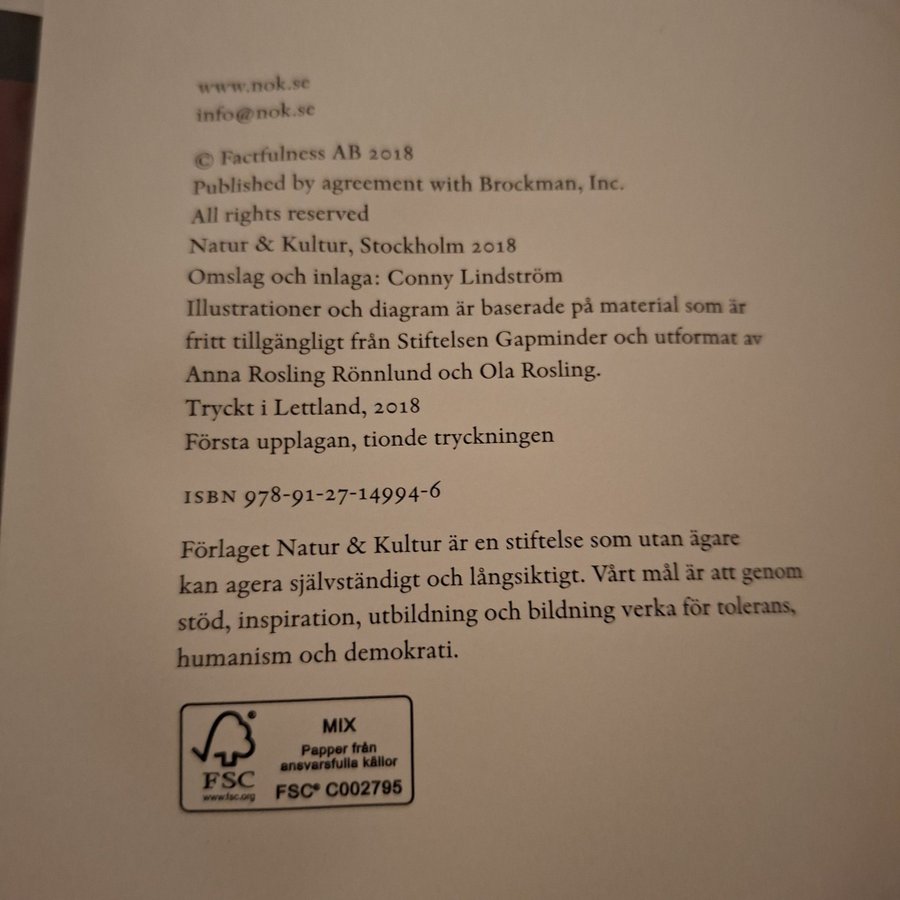 www.nok.se
info@nok.se
© Factfulness AB 2018
Published by agreement with Brockman, Inc.
All rights reserved
Natur & Kultur, Stockholm 2018
Omslag och inlaga: Conny Lindström
Illustrationer och diagram är baserade på material som är
fritt tillgängligt från Stiftelsen Gapminder och utformat av
Anna Rosling Rönnlund och Ola Rosling.
Tryckt i Lettland, 2018
Första upplagan, tionde tryckningen
ISBN 978-91-27-14994-6
Förlaget Natur & Kultur är en stiftelse som utan ägare
kan agera självständigt och långsiktigt. Vårt mål är att genom
stöd, inspiration, utbildning och bildning verka för tolerans,
humanism och demokrati.
®
FSC
www.fsc.org
MIX
Papper från
ansvarsfulla källor
FSC® C002795